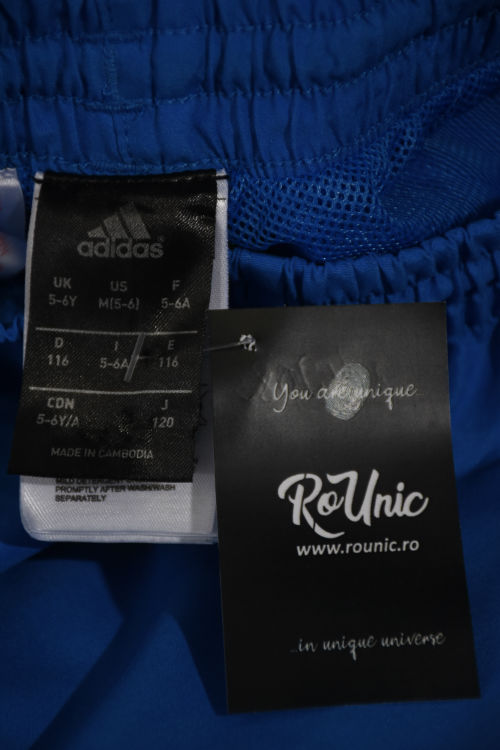 adidas
UK US F
5-6Y M(5-6) 5-6A
D I E
116 5-6A 116
CDN J
5-6Y/A 120
MADE IN CAMBODIA
PROMPTLY AFTER WASH/WASH
SEPARATELY
You are unique
RoUnic
www.rounic.ro
...in unique universe